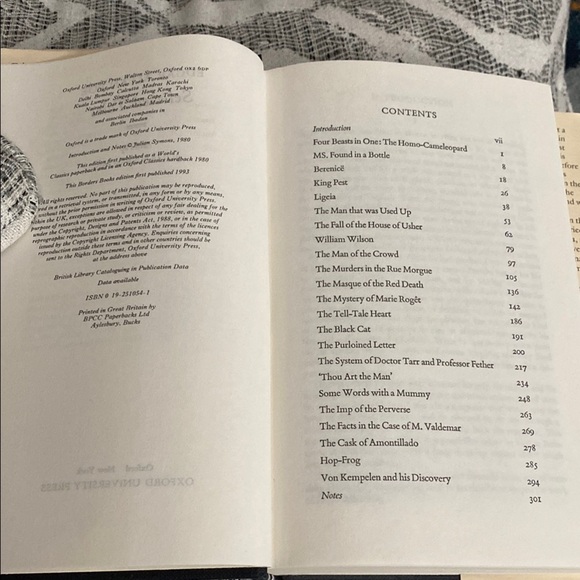 Oxford University Press, Walton Street, Oxford OX2 6DP
Oxford New York Toronto
Delhi Bombay Calcutta Madras Karachi
Kuala Lumpur Singapore Hong Kong Tokyo
Nairobi Dar es Salaam Cape Town
Melbourne Auckland Madrid
and associated companies in
Berlin Ibadan
Oxford is a trade mark of Oxford University Press
Introduction and Notes © Julian Symons, 1980
This edition first published as a World's
Classics paperback and in an Oxford Classics hardback 1980
This Borders Books edition first published 1993
All rights reserved. No part of this publication may be reproduced,
stored in a retrieval system, or transmitted, in any form or by any means,
without the prior permission in writing of Oxford University Press.
Within the UK, exceptions are allowed in respect of any fair dealing for the
purpose of research or private study, or criticism or review, as permitted
under the Copyright, Designs and Patents Act, 1988, or in the case of
reprographic reproduction in accordance with the terms of the licences
issued by the Copyright Licensing Agency. Enquiries concerning
reproduction outside these terms and in other countries should be
sent to the Rights Department, Oxford University Press,
at the address above
British Library Cataloguing in Publication Data
Data available
ISBN 0 19-251054-1
Printed in Great Britain by
BPCC Paperbacks Ltd
Aylesbury, Bucks
CONTENTS
Introduction vii
Four Beasts in One: The Homo-Cameleopard 1
MS. Found in a Bottle 8
Berenicë 18
King Pest 26
Ligeia 38
The Man that was Used Up 53
The Fall of the House of Usher 62
William Wilson 79
The Man of the Crowd 97
The Murders in the Rue Morgue 105
The Masque of the Red Death 136
The Mystery of Marie Rogêt 142
The Tell-Tale Heart 186
The Black Cat 191
The Purloined Letter 200
The System of Doctor Tarr and Professor Fether 217
'Thou Art the Man' 234
Some Words with a Mummy 248
The Imp of the Perverse 263
The Facts in the Case of M. Valdemar 269
The Cask of Amontillado 278
Hop-Frog 285
Von Kempelen and his Discovery 294
Notes 301